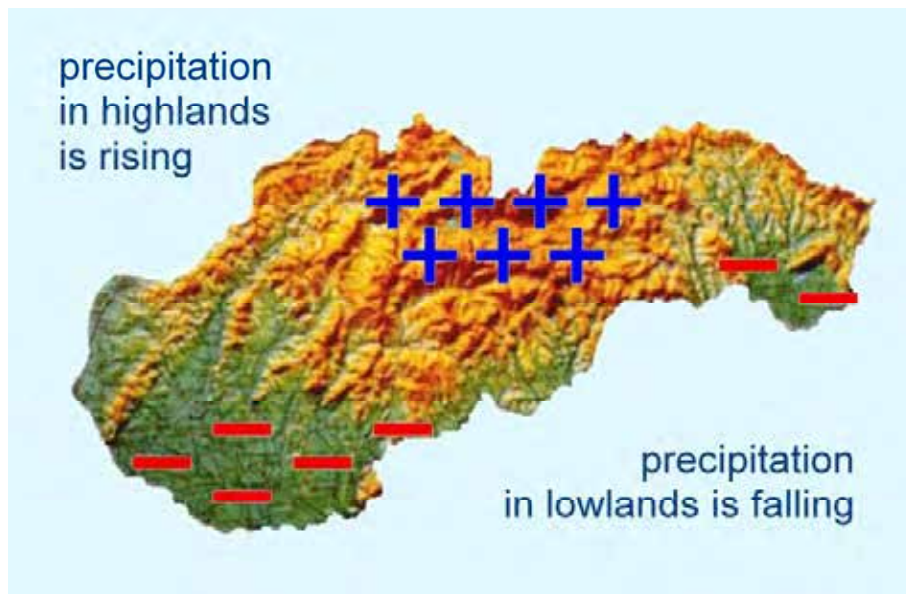 precipitation
in highlands
is rising
precipitation
in lowlands is falling